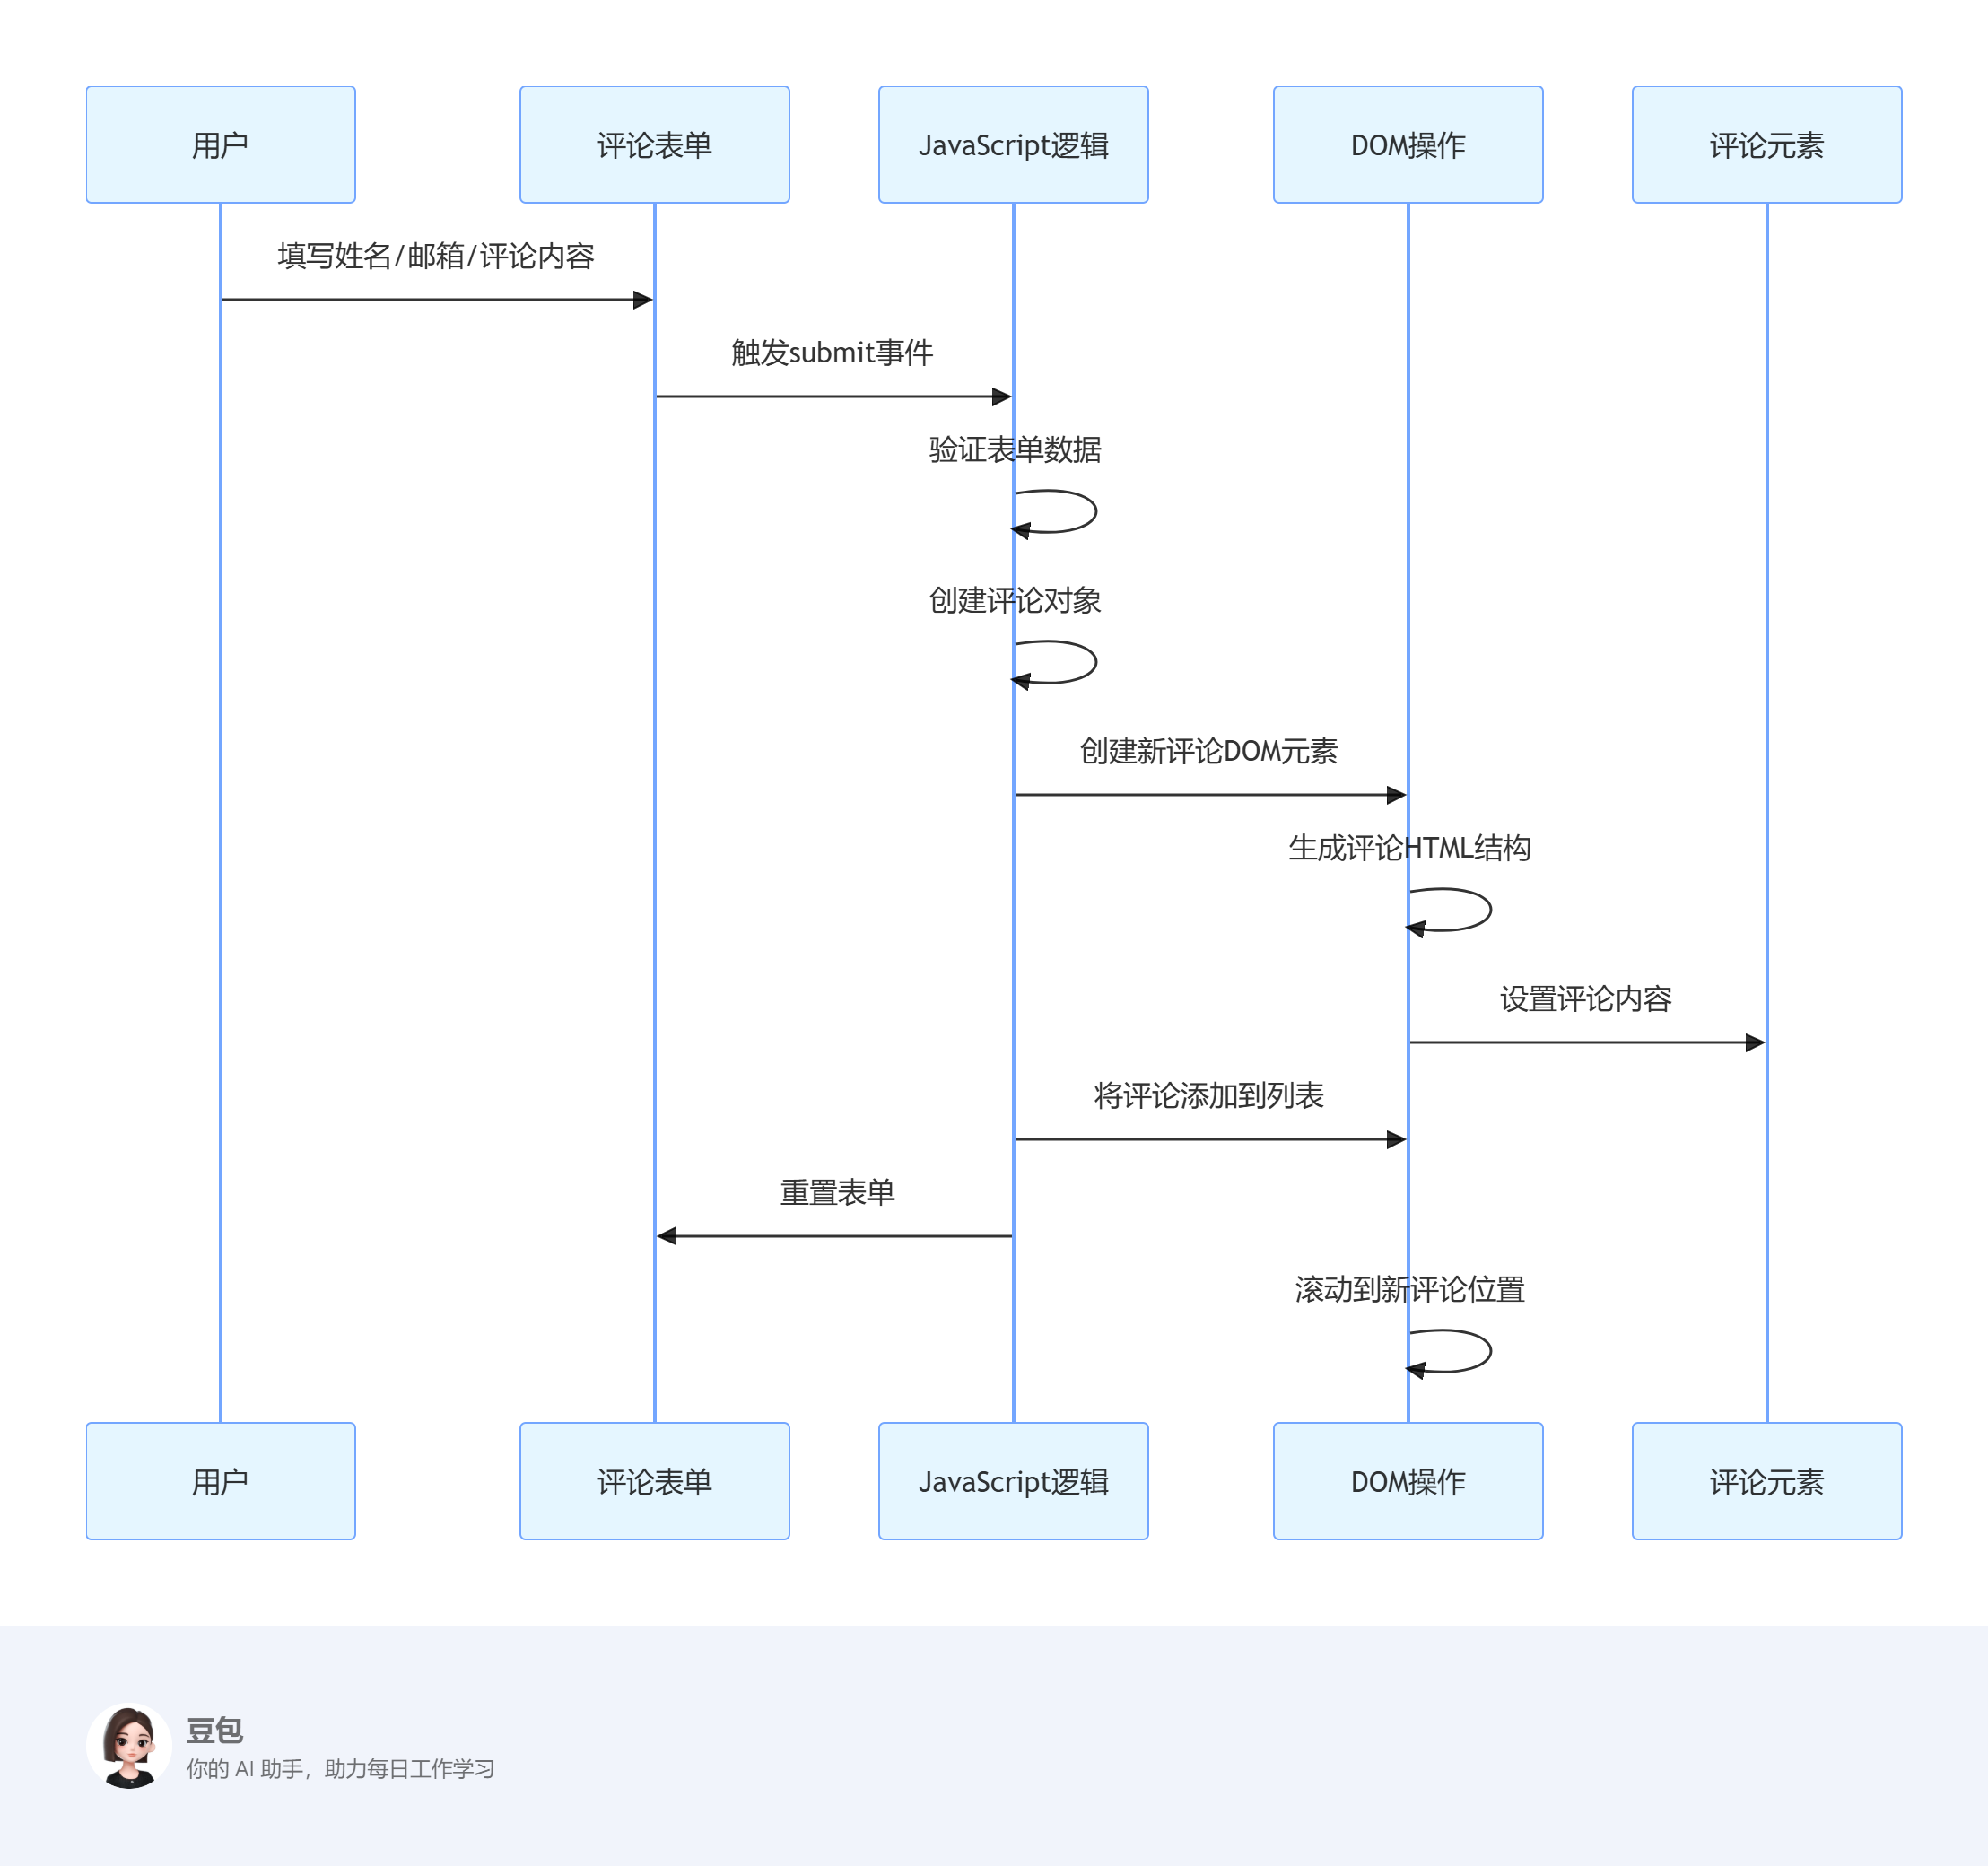 用户
评论表单
JavaScript逻辑
DOM操作
评论元素
填写姓名/邮箱/评论内容
触发submit事件
验证表单数据
创建评论对象
创建新评论DOM元素
生成评论HTML结构
设置评论内容
将评论添加到列表
重置表单
滚动到新评论位置
用户
评论表单
JavaScript逻辑
DOM操作
评论元素
豆包
你的 AI 助手，助力每日工作学习